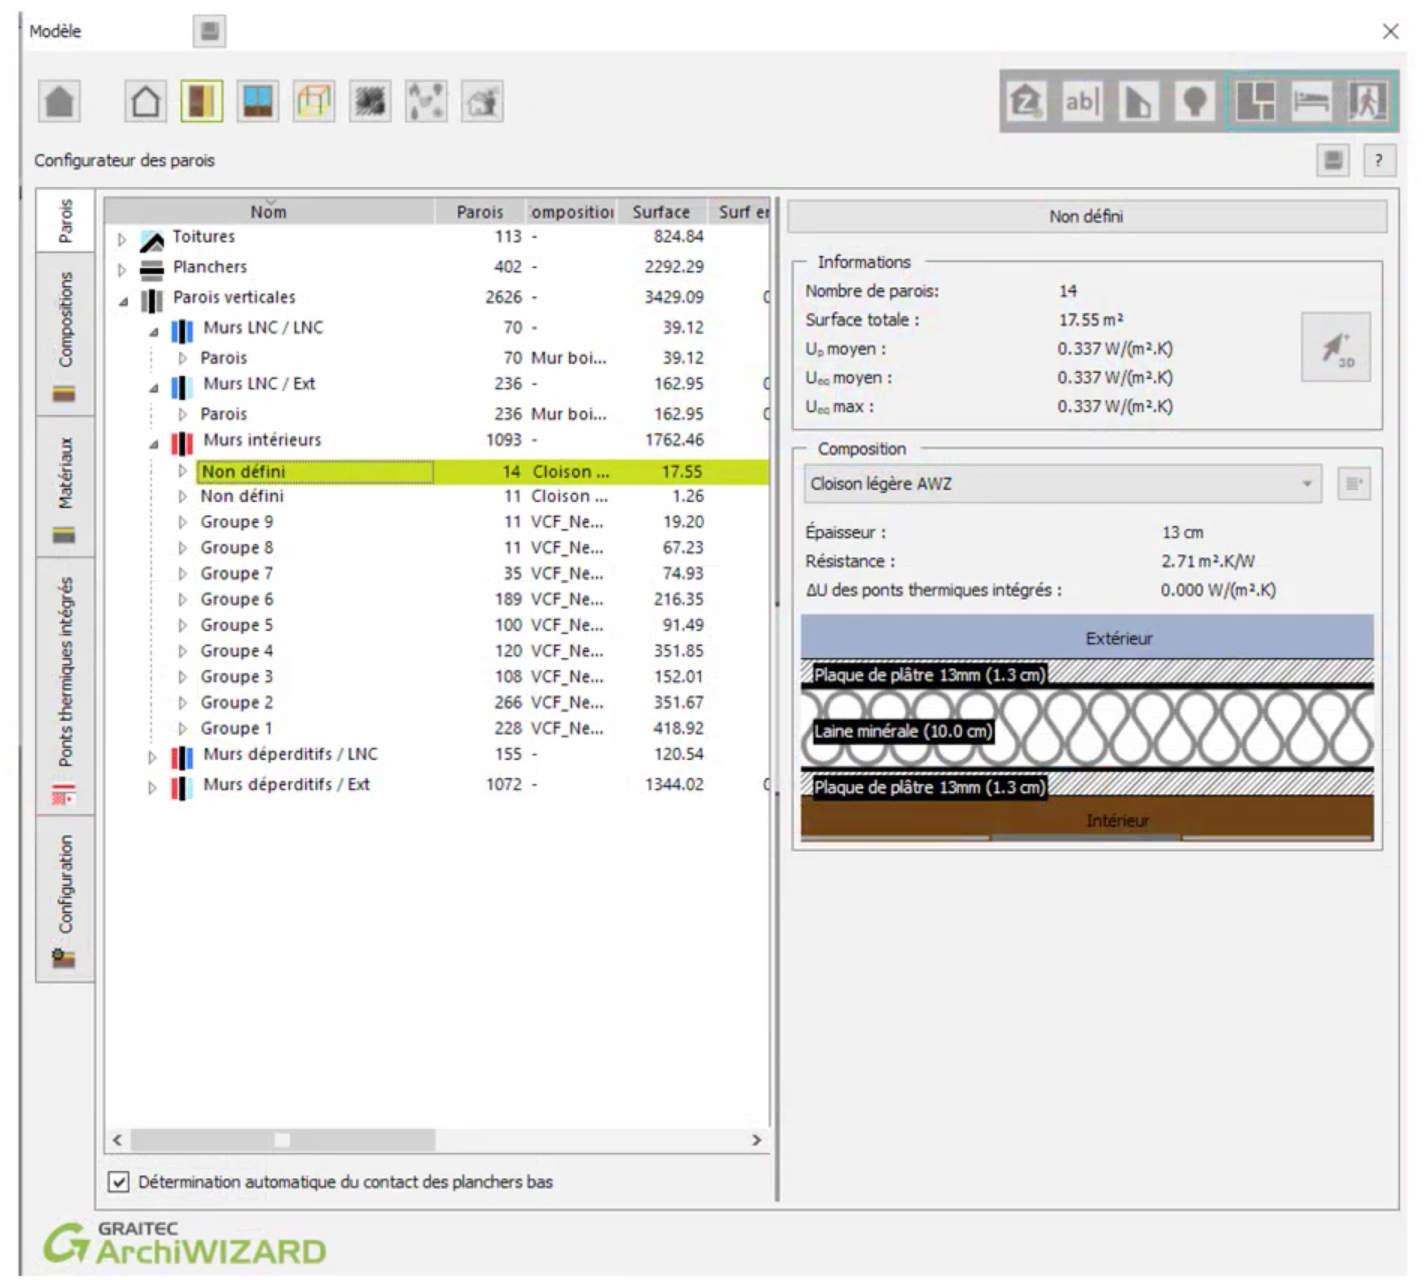 Modèle
Z ab|
Configurateur des parois
?
Parois
Compositions
Matériaux
Ponts thermiques intégrés
Configuration
Nom Parois ompositior Surface Surf er
Toitures 113 - 824.84
Planchers 402 - 2292.29
Parois verticales 2626 - 3429.09
Murs LNC / LNC 70 - 39.12
Parois 70 Mur boi... 39.12
Murs LNC / Ext 236 - 162.95
Parois 236 Mur boi... 162.95
Murs intérieurs 1093 - 1762.46
Non défini 14 Cloison ... 17.55
Non défini 11 Cloison ... 1.26
Groupe 9 11 VCF_Ne... 19.20
Groupe 8 11 VCF_Ne... 67.23
Groupe 7 35 VCF_Ne... 74.93
Groupe 6 189 VCF_Ne... 216.35
Groupe 5 100 VCF_Ne... 91.49
Groupe 4 120 VCF_Ne... 351.85
Groupe 3 108 VCF_Ne... 152.01
Groupe 2 266 VCF_Ne... 351.67
Groupe 1 228 VCF_Ne... 418.92
Murs déperditifs / LNC 155 - 120.54
Murs déperditifs / Ext 1072 - 1344.02
Détermination automatique du contact des planchers bas
Non défini
Informations
Nombre de parois: 14
Surface totale : 17.55 m²
Up moyen : 0.337 W/(m².K)
Ueq moyen : 0.337 W/(m².K)
Ueq max : 0.337 W/(m².K)
3D
Composition
Cloison légère AWZ
Épaisseur : 13 cm
Résistance : 2.71 m².K/W
ΔU des ponts thermiques intégrés : 0.000 W/(m².K)
Extérieur
Plaque de plâtre 13mm (1.3 cm)
Laine minérale (10.0 cm)
Plaque de plâtre 13mm (1.3 cm)
Intérieur
GRAITEC
ArchiWIZARD